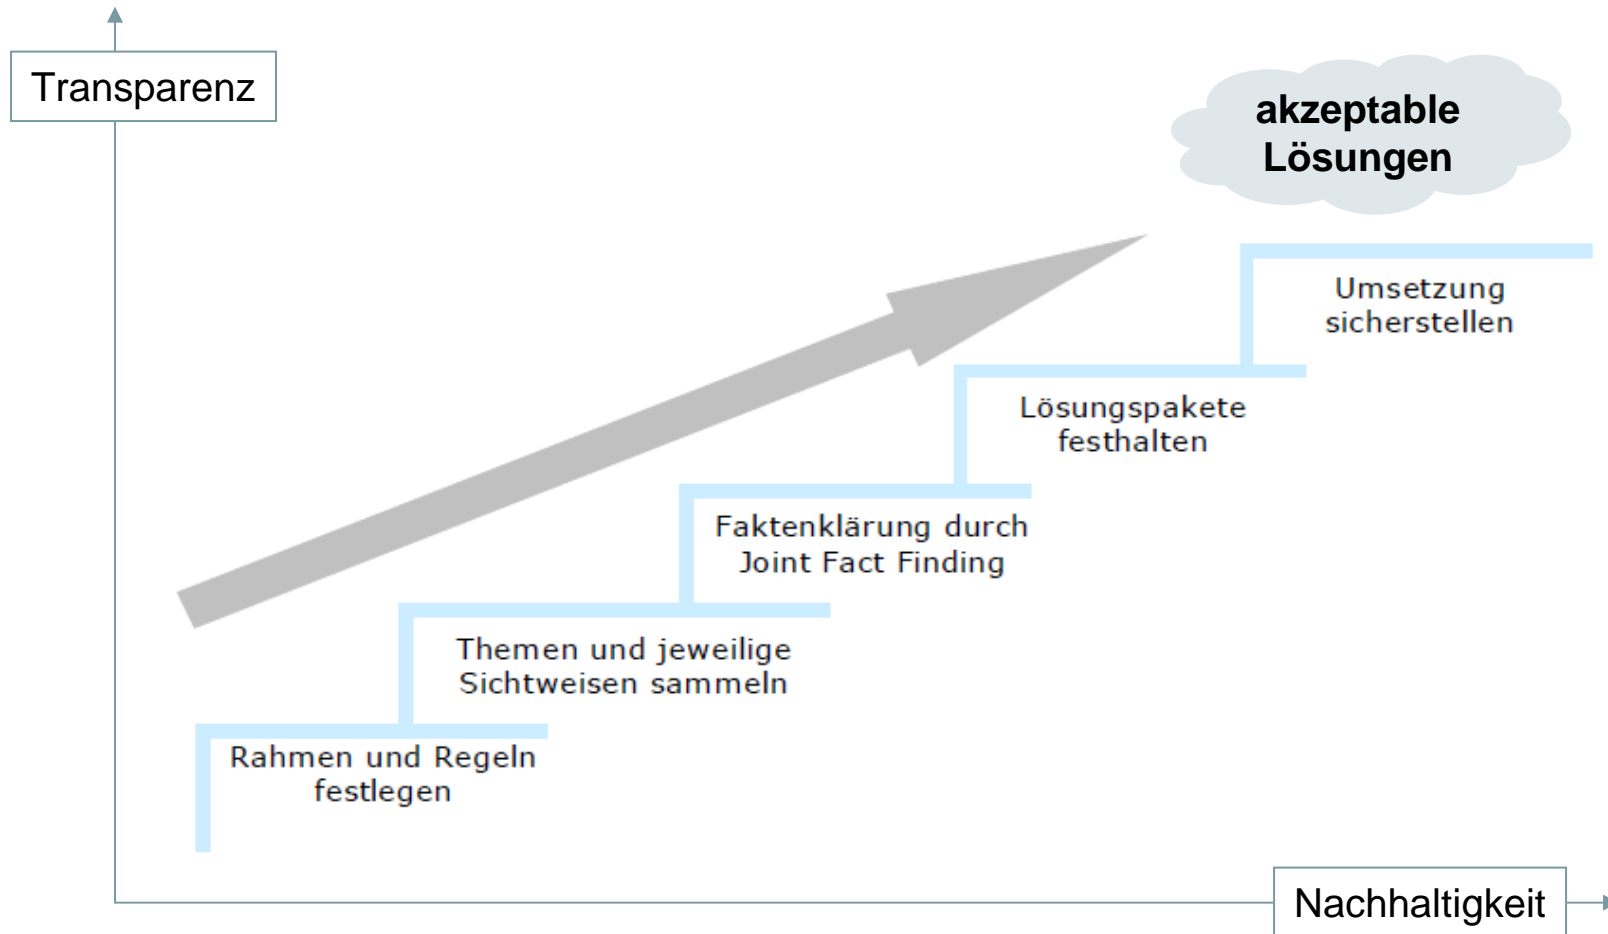 Transparenz
akzeptable
Lösungen
Umsetzung
sicherstellen
Lösungspakete
festhalten
Faktenklärung durch
Joint Fact Finding
Themen und jeweilige
Sichtweisen sammeln
Rahmen und Regeln
festlegen
Nachhaltigkeit